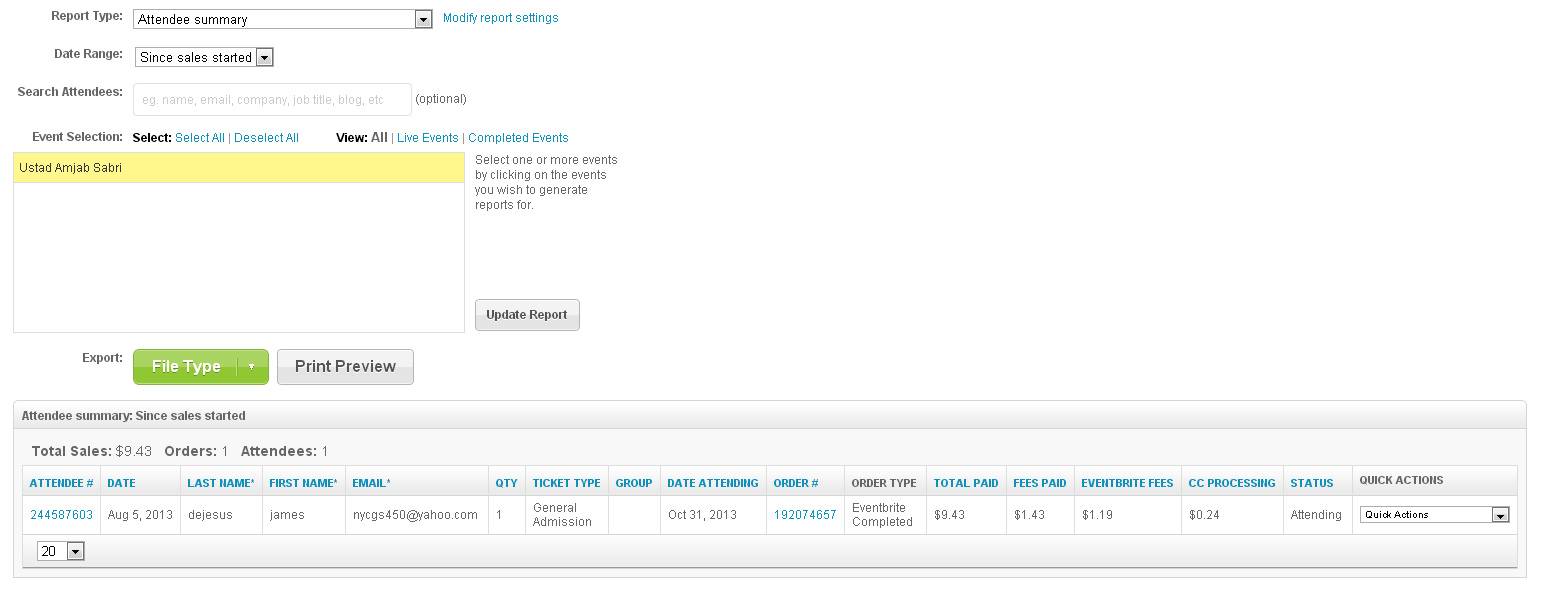 Report Type: Attendee summary Modify report settings
Date Range: Since sales started
Search Attendees: eg. name, email, company, job title, blog, etc (optional)
Event Selection: Select: Select All | Deselect All View: All | Live Events | Completed Events
Ustad Amjab Sabri
Select one or more events
by clicking on the events
you wish to generate
reports for.
Update Report
Export: File Type Print Preview
Attendee summary: Since sales started
Total Sales: $9.43 Orders: 1 Attendees: 1
ATTENDEE # DATE LAST NAME* FIRST NAME* EMAIL* QTY TICKET TYPE GROUP DATE ATTENDING ORDER # ORDER TYPE TOTAL PAID FEES PAID EVENTBRITE FEES CC PROCESSING STATUS QUICK ACTIONS
244587603 Aug 5, 2013 dejesus james nycgs450@yahoo.com 1 General Admission Oct 31, 2013 192074657 Eventbrite Completed $9.43 $1.43 $1.19 $0.24 Attending Quick Actions
20